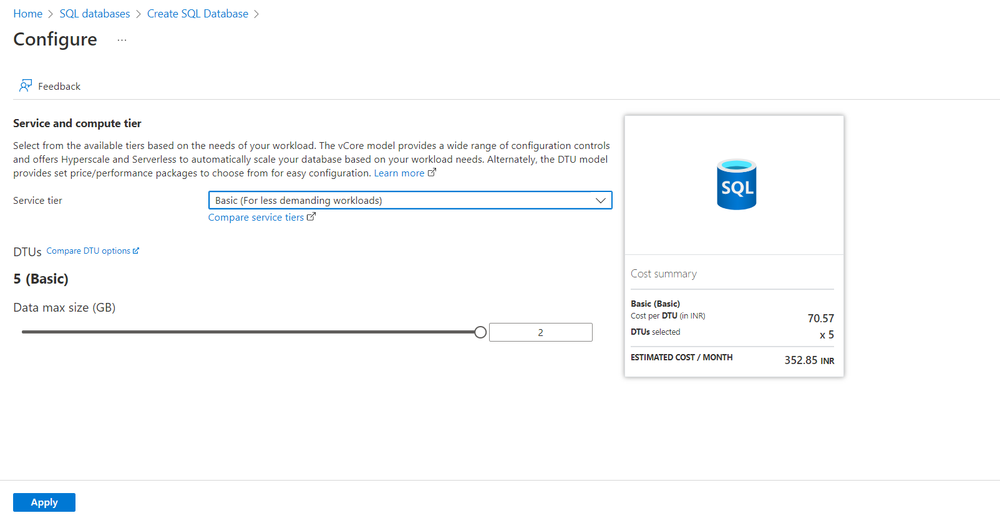 Home > SQL databases > Create SQL Database >
Configure ...
Feedback
Service and compute tier
Select from the available tiers based on the needs of your workload. The vCore model provides a wide range of configuration controls
and offers Hyperscale and Serverless to automatically scale your database based on your workload needs. Alternately, the DTU model
provides set price/performance packages to choose from for easy configuration. Learn more
Service tier
Basic (For less demanding workloads)
Compare service tiers
DTUs Compare DTU options
5 (Basic)
Data max size (GB)
2
SQL
Cost summary
Basic (Basic)
Cost per DTU (in INR) 70.57
DTUs selected x 5
ESTIMATED COST / MONTH 352.85 INR
Apply